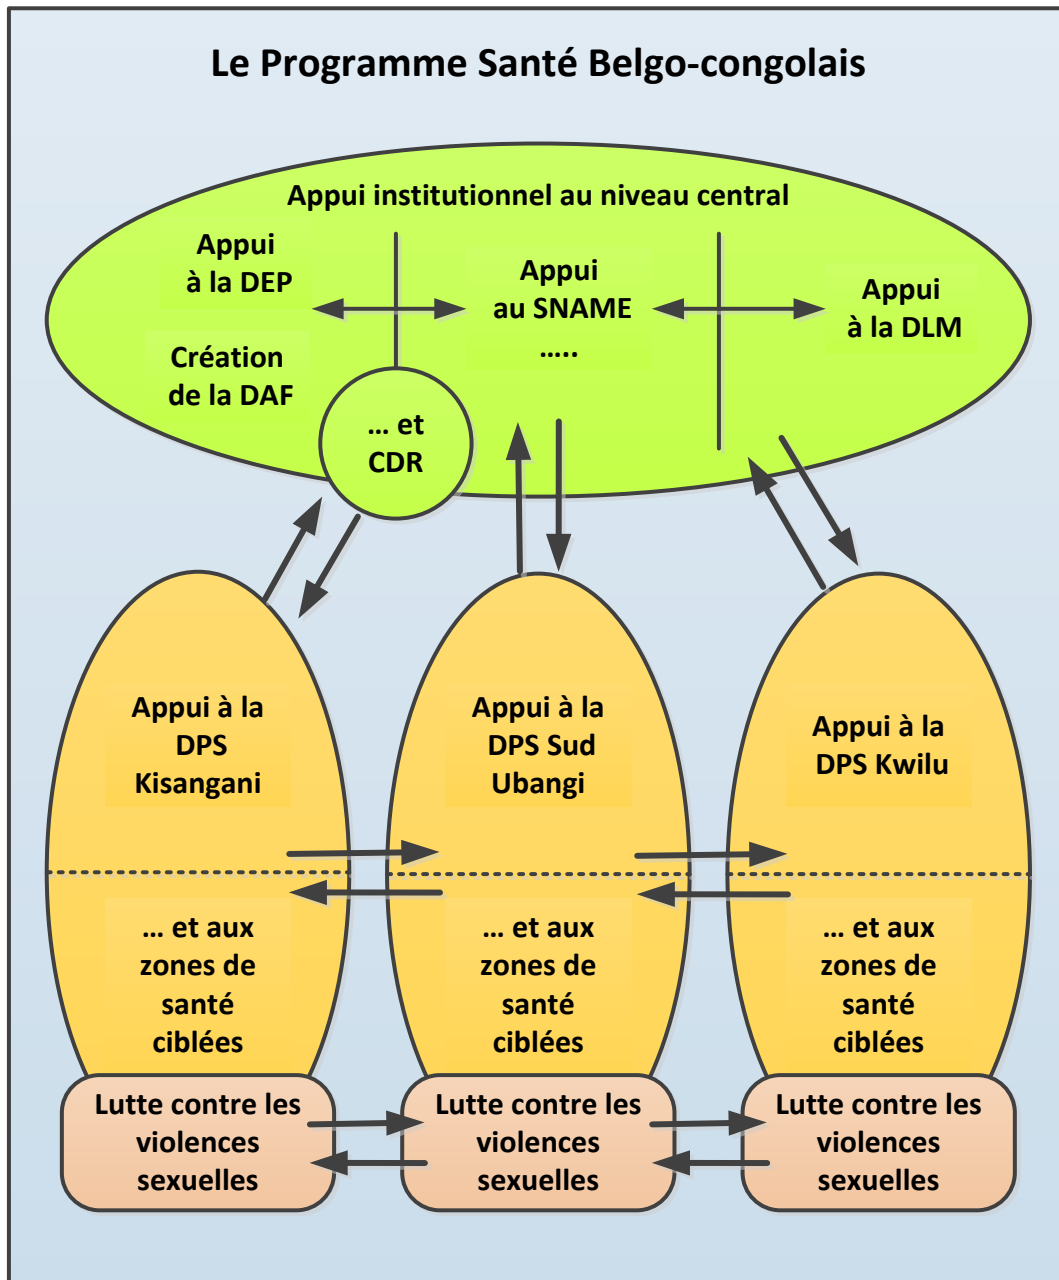 Le Programme Santé Belgo-congolais
Appui institutionnel au niveau central
Appui
à la DEP
Création
de la DAF
Appui
au SNAME
.....
Appui
à la DLM
... et
CDR
Appui à la
DPS
Kisangani
Appui à la
DPS Sud
Ubangi
Appui à la
DPS Kwilu
... et aux
zones de
santé
ciblées
... et aux
zones de
santé
ciblées
... et aux
zones de
santé
ciblées
Lutte contre les
violences
sexuelles
Lutte contre les
violences
sexuelles
Lutte contre les
violences
sexuelles